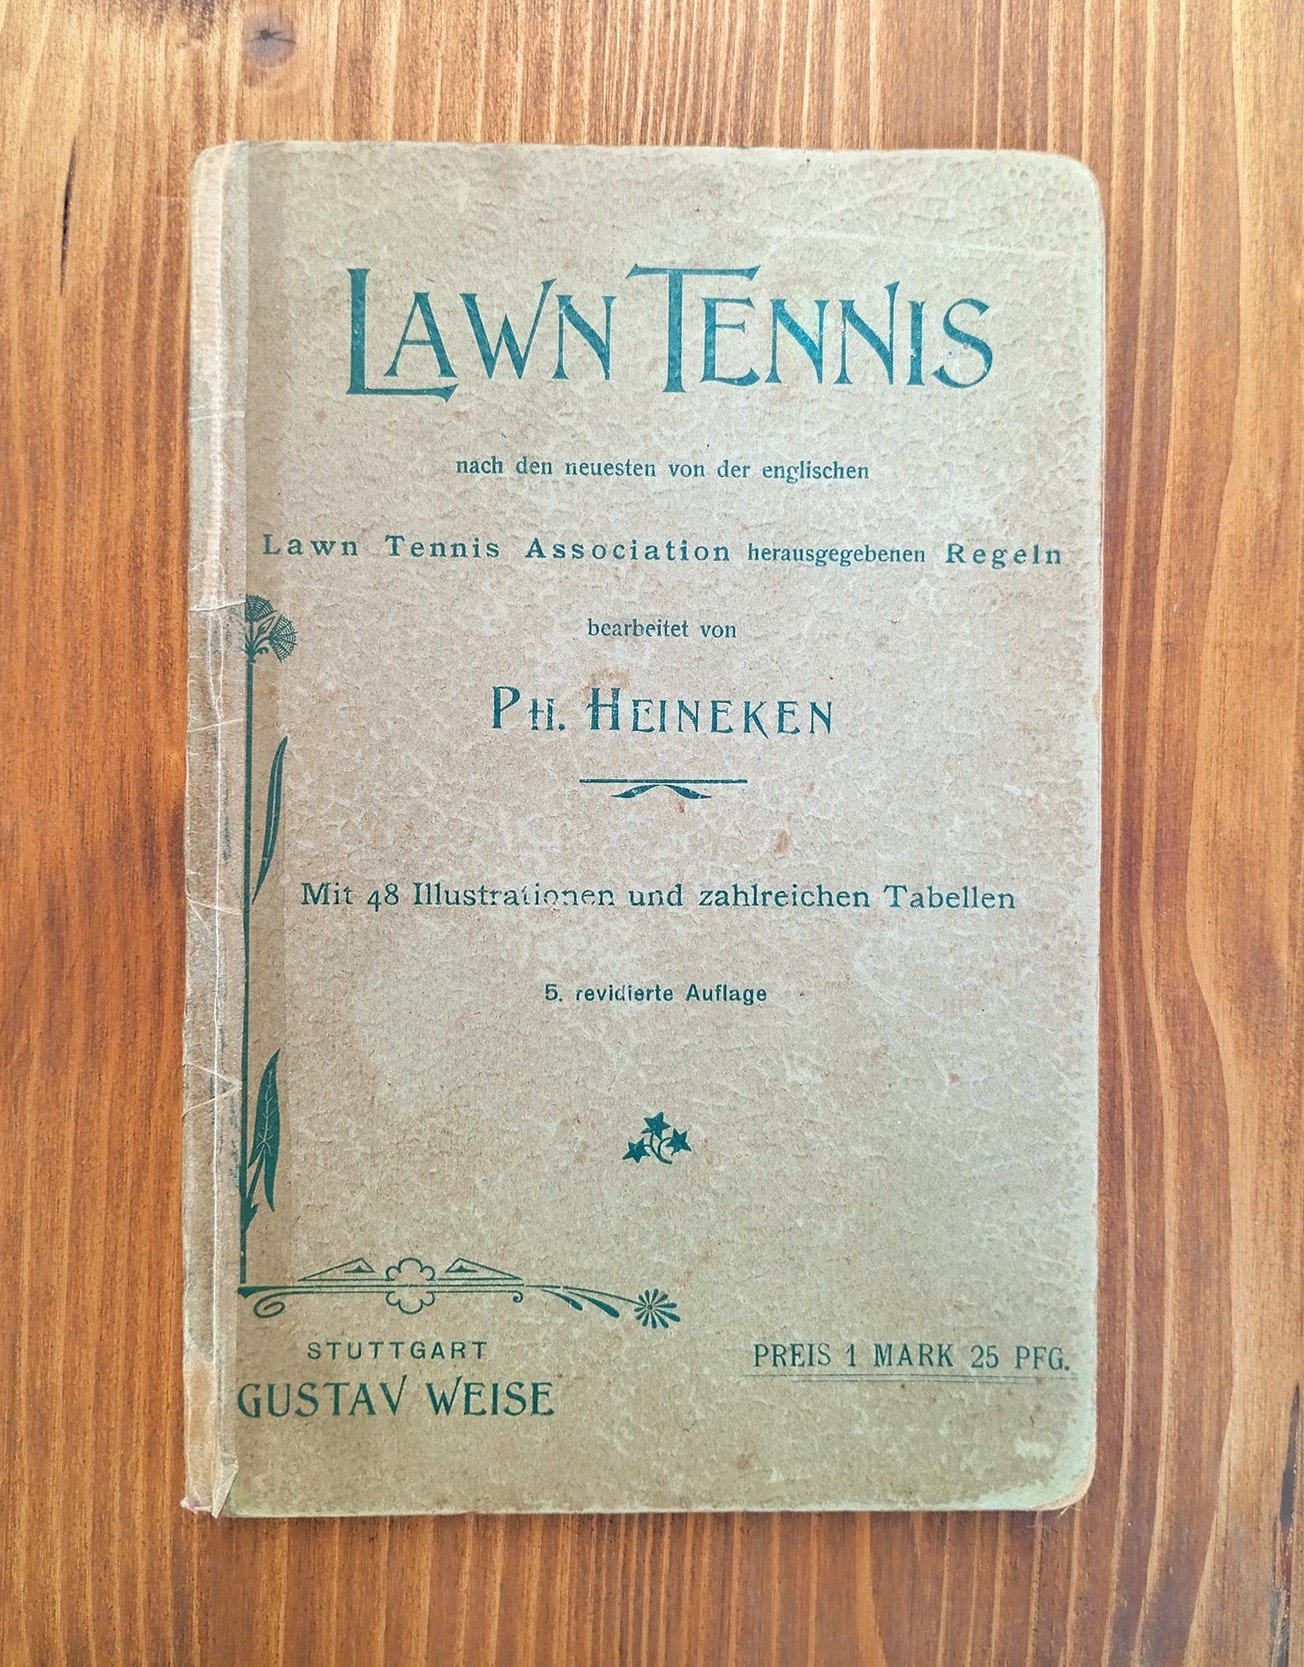 LAWN TENNIS
nach den neuesten von der englischen
Lawn Tennis Association herausgegebenen Regeln
bearbeitet von
PH. HEINEKEN
Mit 48 Illustrationen und zahlreichen Tabellen
5. revidierte Auflage
STUTTGART
GUSTAV WEISE
PREIS 1 MARK 25 PFG.